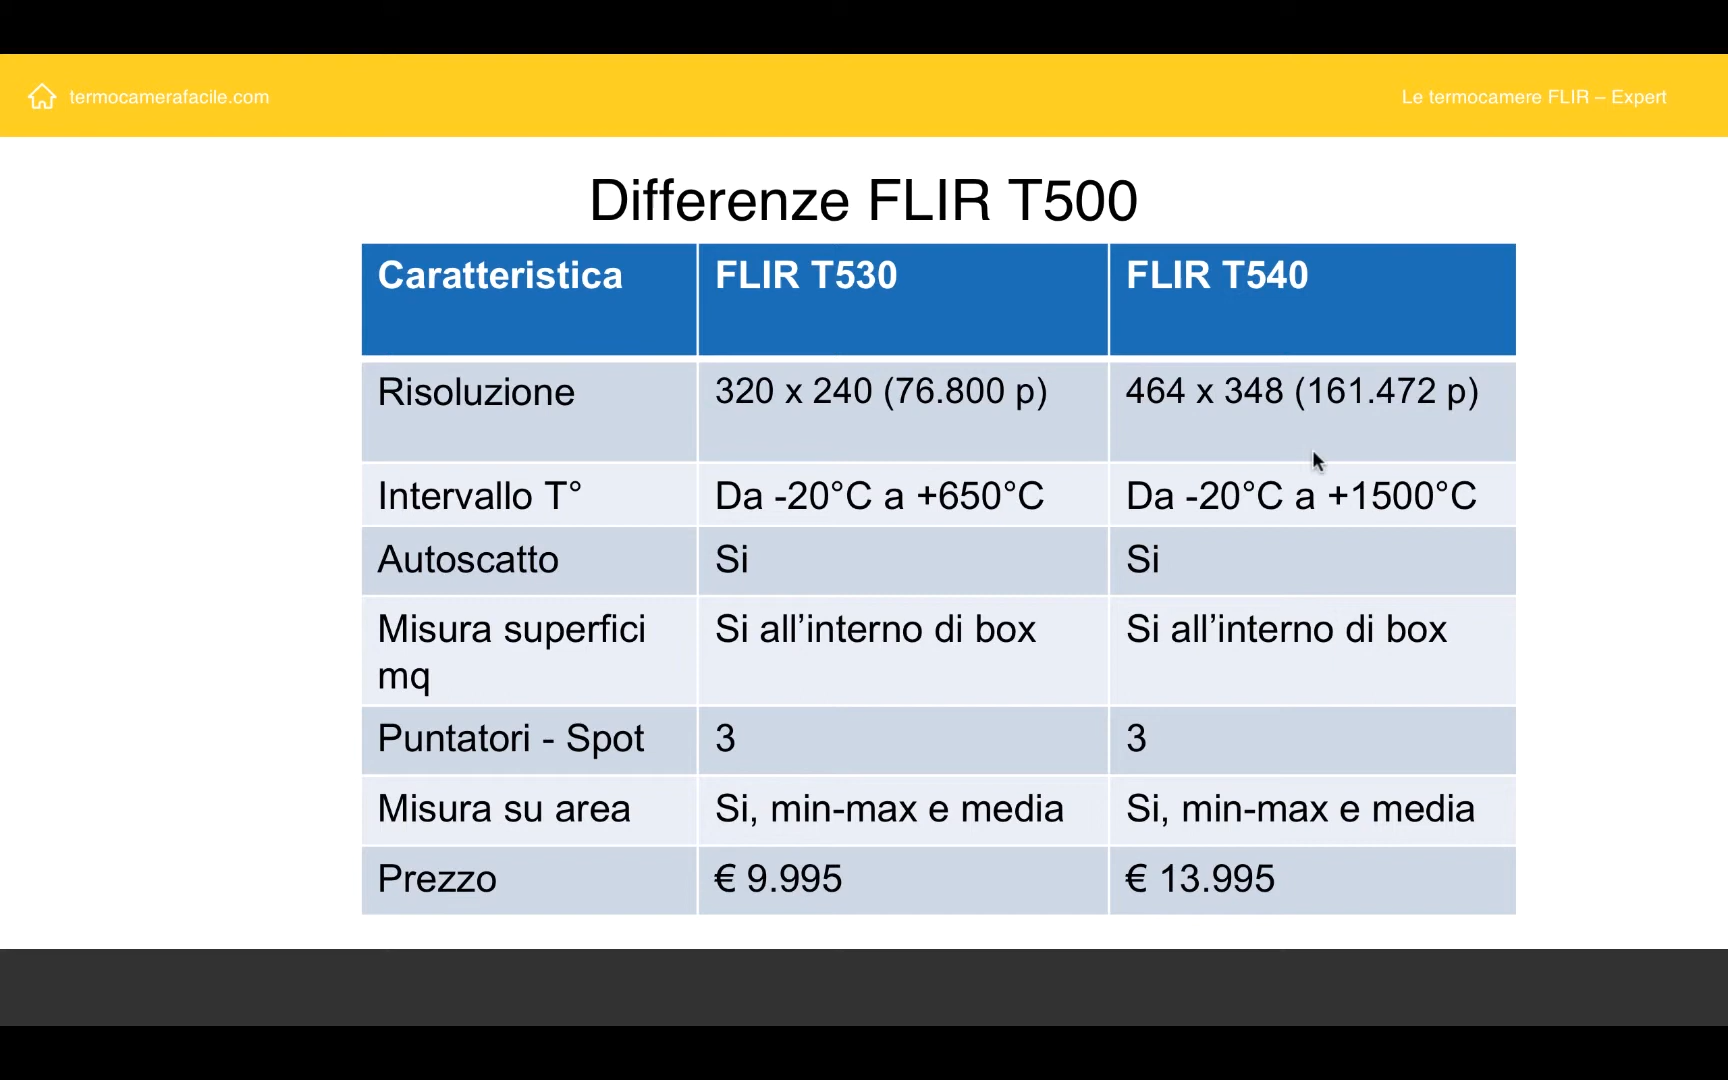 termocamerafacile.com
Le termocamere FLIR – Expert
Differenze FLIR T500
Caratteristica FLIR T530 FLIR T540
Risoluzione 320 x 240 (76.800 p) 464 x 348 (161.472 p)
Intervallo T° Da -20°C a +650°C Da -20°C a +1500°C
Autoscatto Si Si
Misura superfici Si all’interno di box Si all’interno di box
mq
Puntatori - Spot 3 3
Misura su area Si, min-max e media Si, min-max e media
Prezzo € 9.995 € 13.995